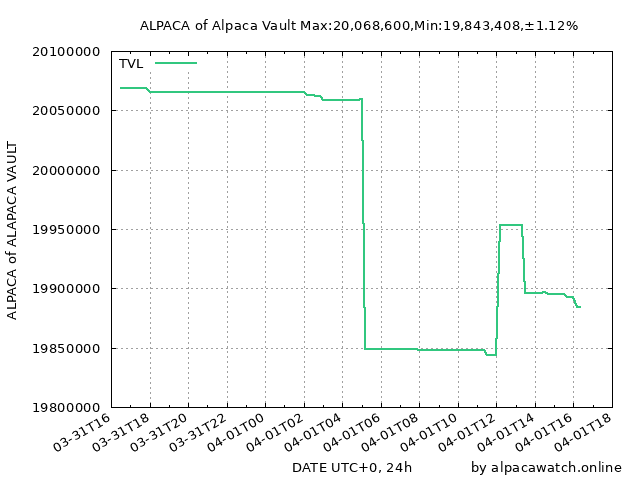 ALPACA of Alpaca Vault Max:20,068,600,Min:19,843,408,±1.12%
TVL
20100000
20050000
20000000
19950000
19900000
19850000
19800000
ALPACA of ALAPACA VAULT
03-31T16
03-31T18
03-31T20
03-31T22
04-01T00
04-01T02
04-01T04
04-01T06
04-01T08
04-01T10
04-01T12
04-01T14
04-01T16
04-01T18
DATE UTC+0, 24h
by alpacawatch.online